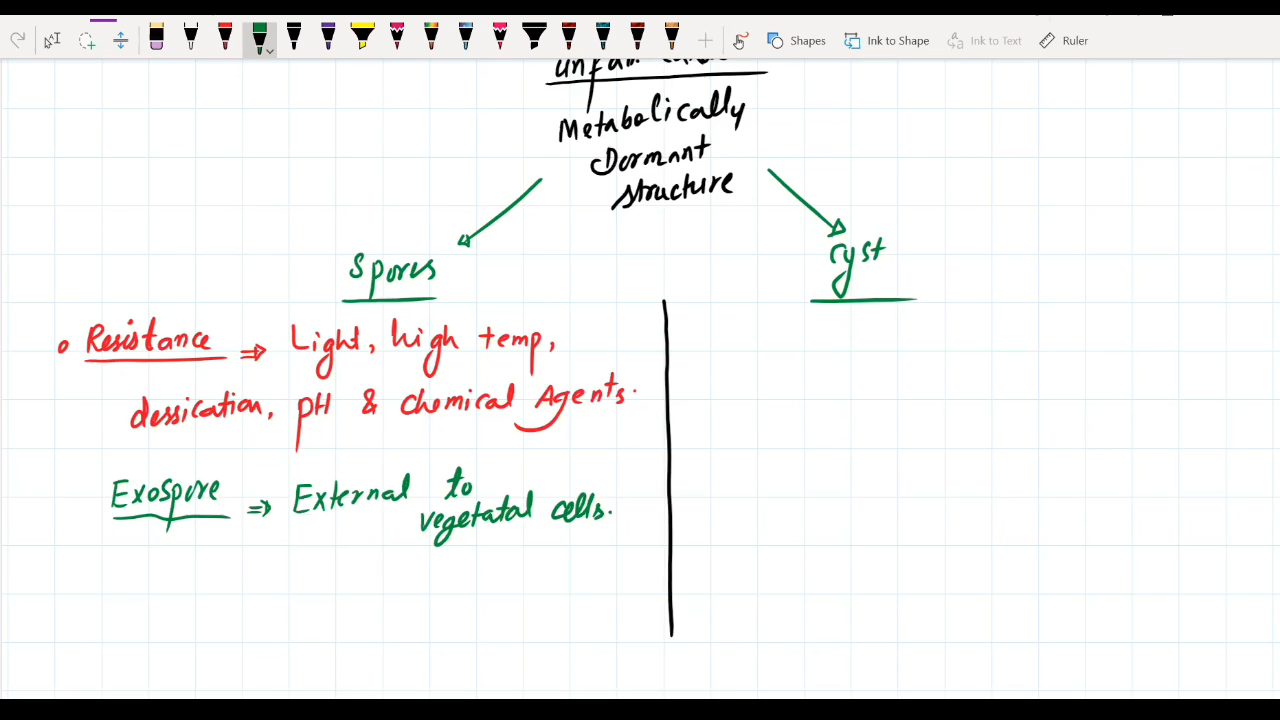 Shapes
Ink to Shape
Ink to Text
Ruler
Metabolically
Dormant
structure
Spores
cyst
Resistance ⇒ Light, high temp,
dessication, pH & chemical Agents.
Exospore ⇒ External to
vegetatal cells.